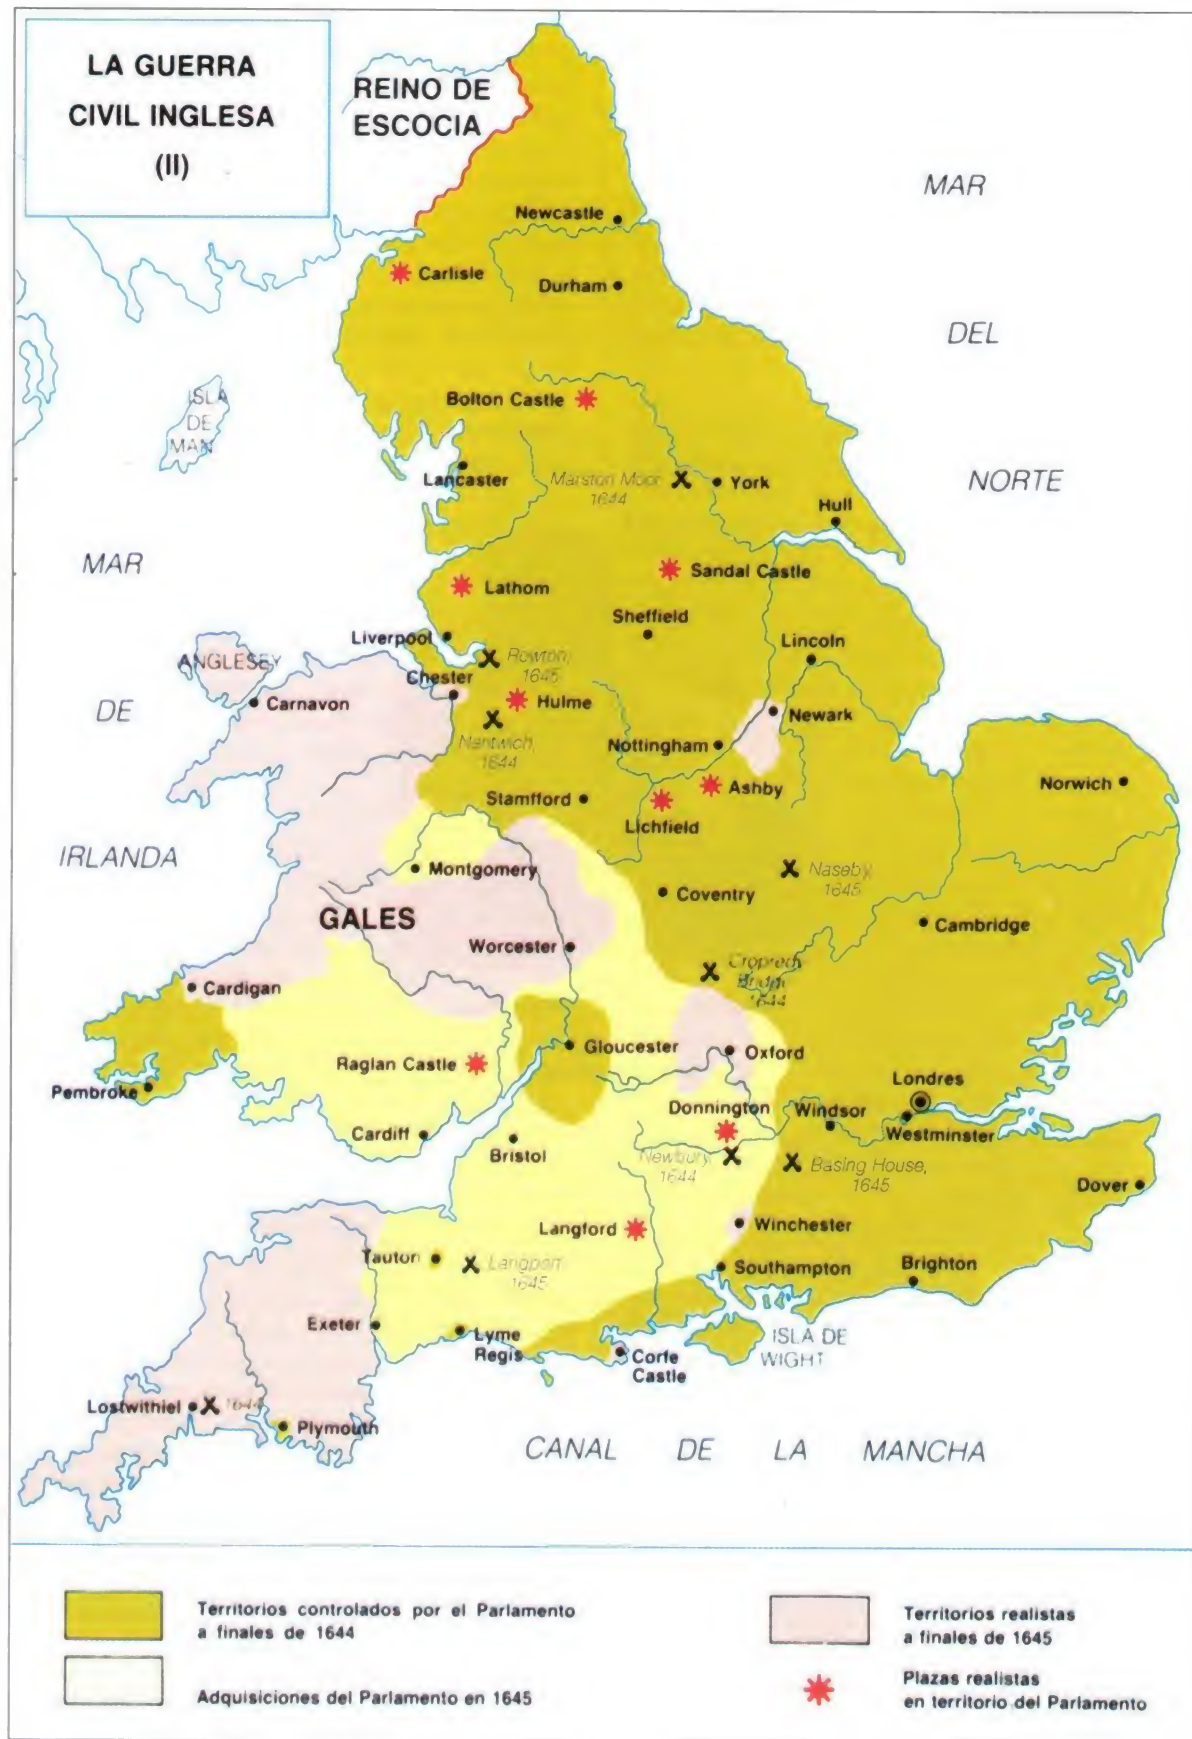 LA GUERRA
CIVIL INGLESA
(II)
REINO DE
ESCOCIA
MAR
DEL
NORTE
Newcastle
Carlisle
Durham
ISLA
DE
MAN
Bolton Castle
Lancaster
Marston Moor,
1644
York
Hull
MAR
DE
IRLANDA
Lathom
Sandal Castle
Sheffield
Liverpool
Lincoln
ANGLESEY
Rowton,
1645
Chester
Carnavon
Hulme
Newark
Nantwich,
1644
Nottingham
Norwich
Stamfford
Ashby
Lichfield
Montgomery
Naseby,
1645
Coventry
GALES
Cambridge
Worcester
Cropredy
Bridge
1644
Cardigan
Gloucester
Oxford
Raglan Castle
Pembroke
Londres
Donnington
Windsor
Westminster
Cardiff
Bristol
Newbury,
1644
Basing House,
1645
Dover
Langford
Winchester
Tauton
Langport,
1645
Southampton
Brighton
Exeter
Lyme
Regis
ISLA DE
WIGHT
Corfe
Castle
Lostwithiel
1644
Plymouth
CANAL DE LA MANCHA
Territorios controlados por el Parlamento
a finales de 1644
Adquisiciones del Parlamento en 1645
Territorios realistas
a finales de 1645
Plazas realistas
en territorio del Parlamento